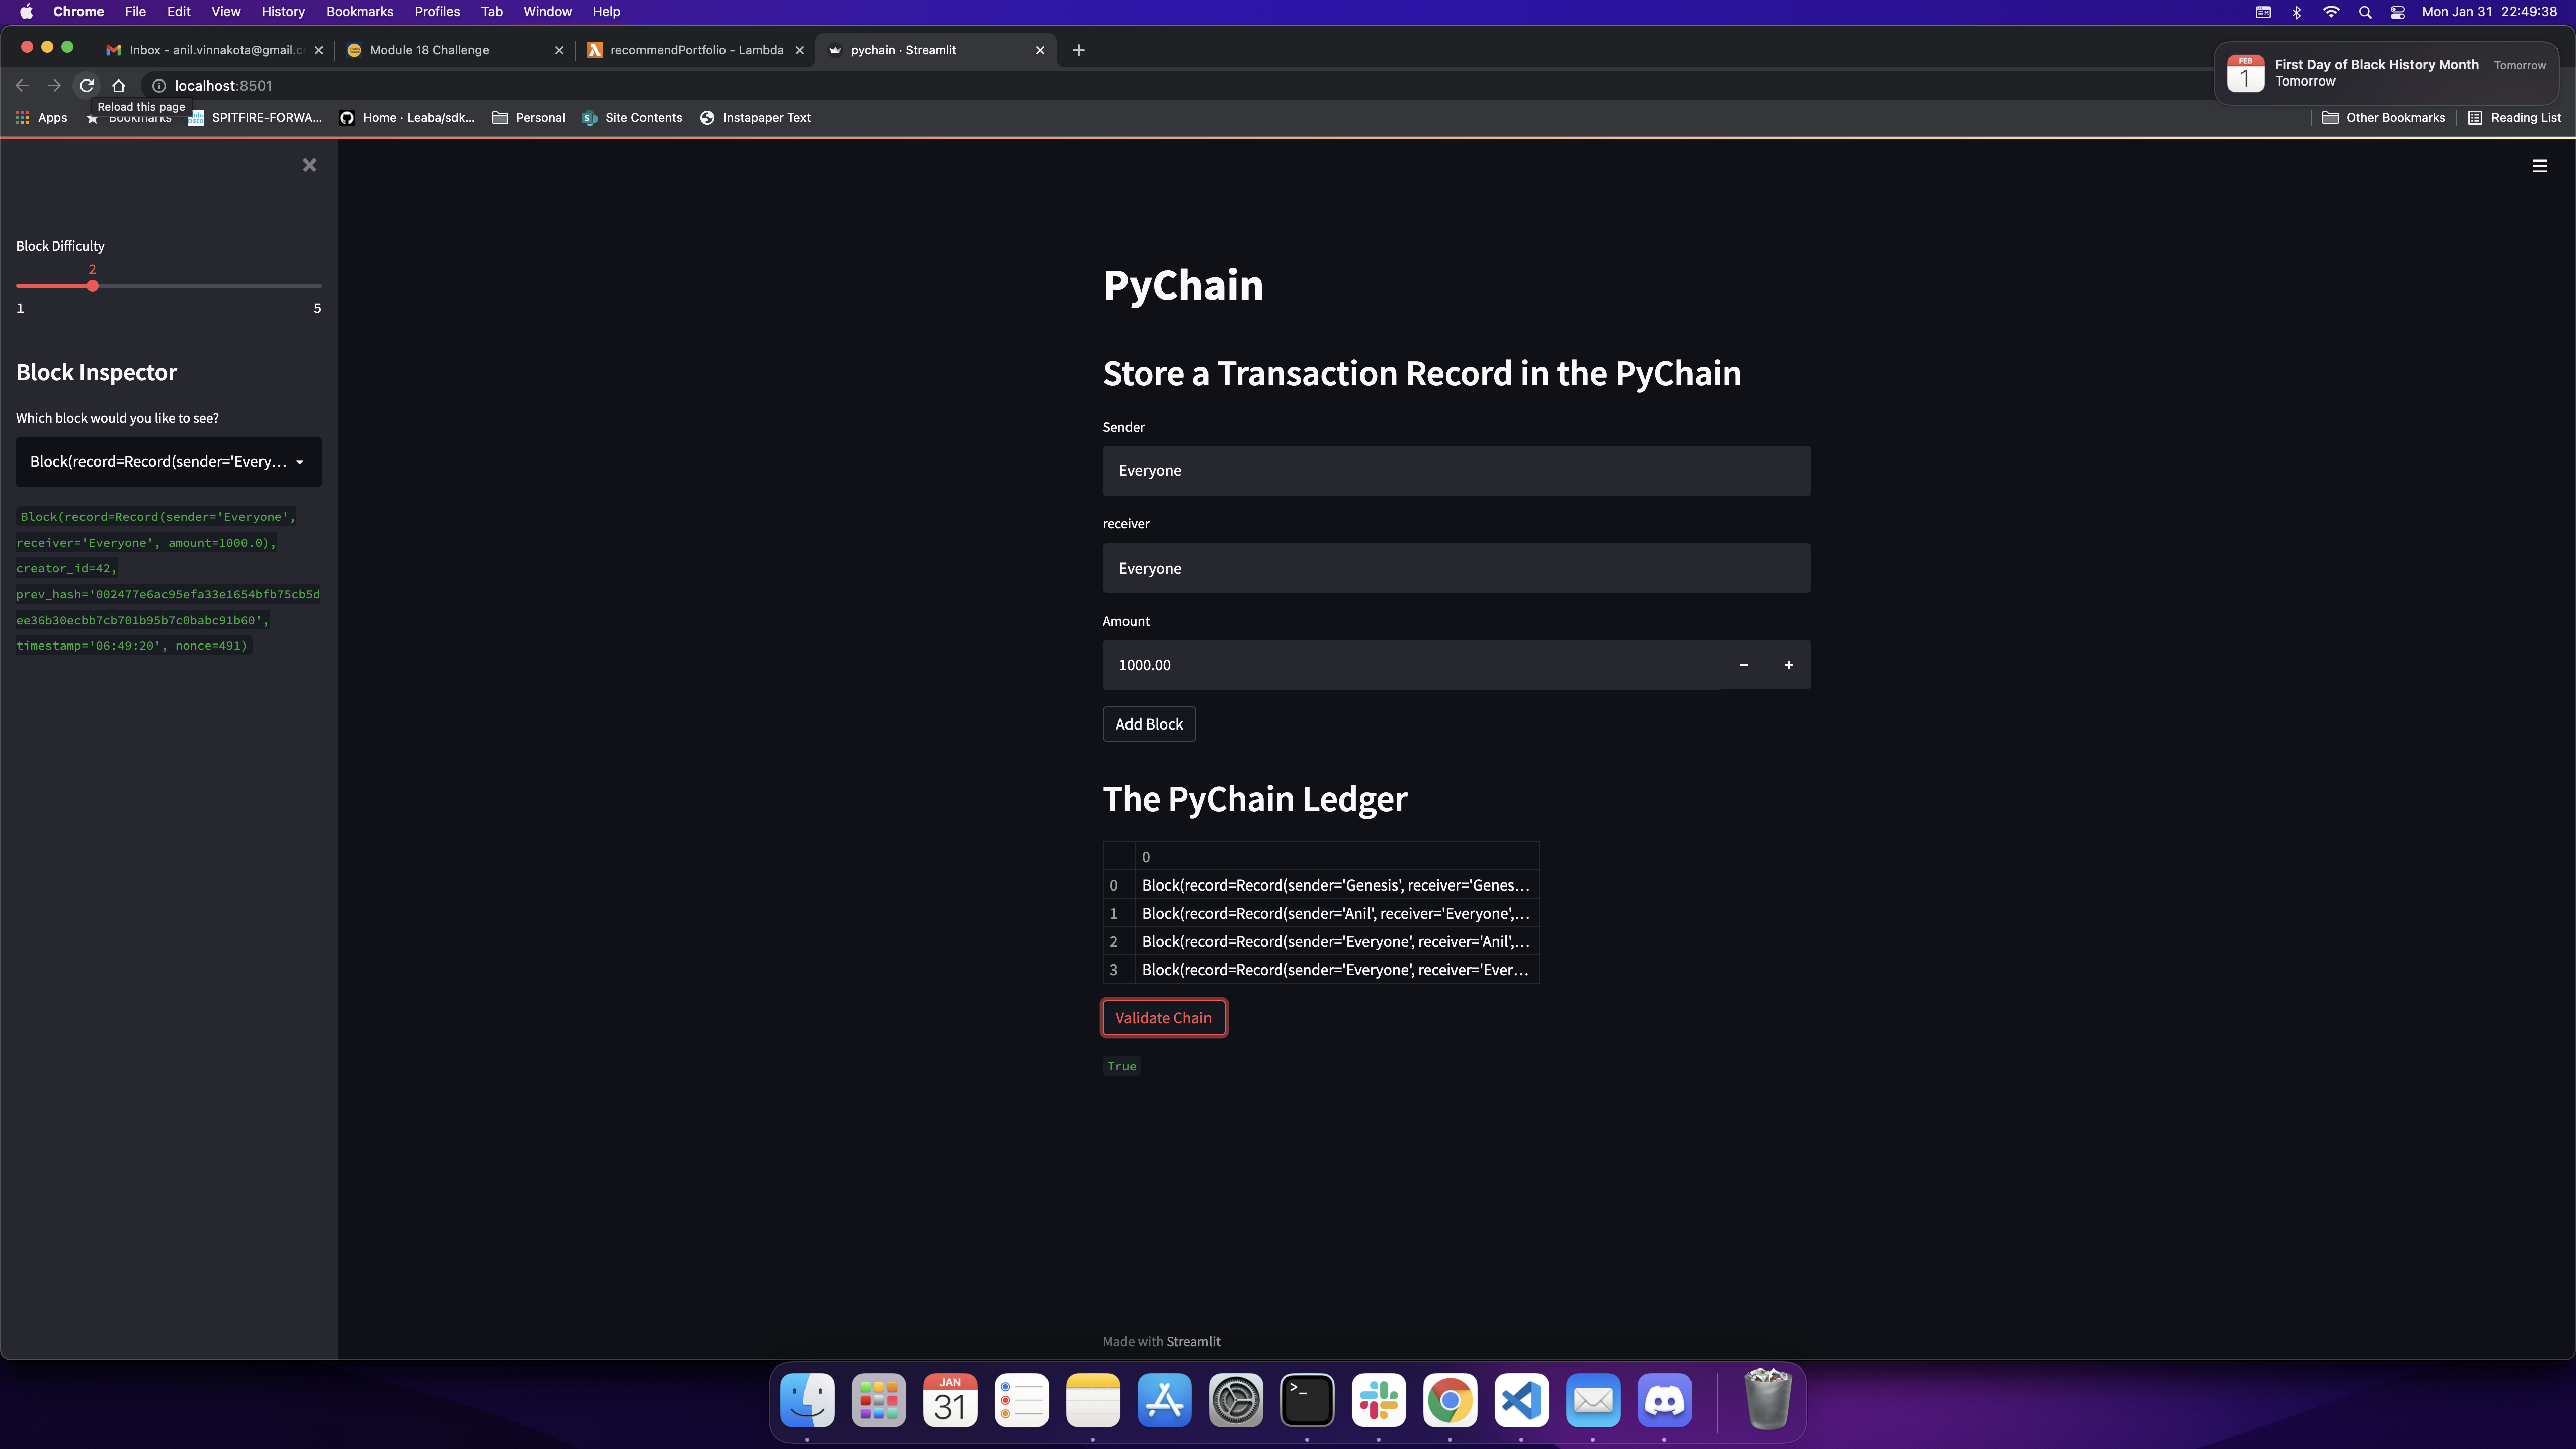 Chrome File Edit View History Bookmarks Profiles Tab Window Help
Mon Jan 31 22:49:38
Inbox - anil.vinnakota@gmail.c
Module 18 Challenge
recommendPortfolio - Lambda
pychain · Streamlit
localhost:8501
FEB
1
First Day of Black History Month
Tomorrow
Tomorrow
Reload this page
Apps
Bookmarks
SPITFIRE-FORWA...
Home · Leaba/sdk...
Personal
Site Contents
Instapaper Text
Other Bookmarks
Reading List
Block Difficulty
2
1
5
Block Inspector
Which block would you like to see?
Block(record=Record(sender='Every...
Block(record=Record(sender='Everyone',
receiver='Everyone', amount=1000.0),
creator_id=42,
prev_hash='002477e6ac95efa33e1654bfb75cb5d
ee36b30ecbb7cb701b95b7c0babc91b60',
timestamp='06:49:20', nonce=491)
PyChain
Store a Transaction Record in the PyChain
Sender
Everyone
receiver
Everyone
Amount
1000.00
Add Block
The PyChain Ledger
0
0 Block(record=Record(sender='Genesis', receiver='Genes...
1 Block(record=Record(sender='Anil', receiver='Everyone',...
2 Block(record=Record(sender='Everyone', receiver='Anil',...
3 Block(record=Record(sender='Everyone', receiver='Ever...
Validate Chain
True
Made with Streamlit
JAN
31